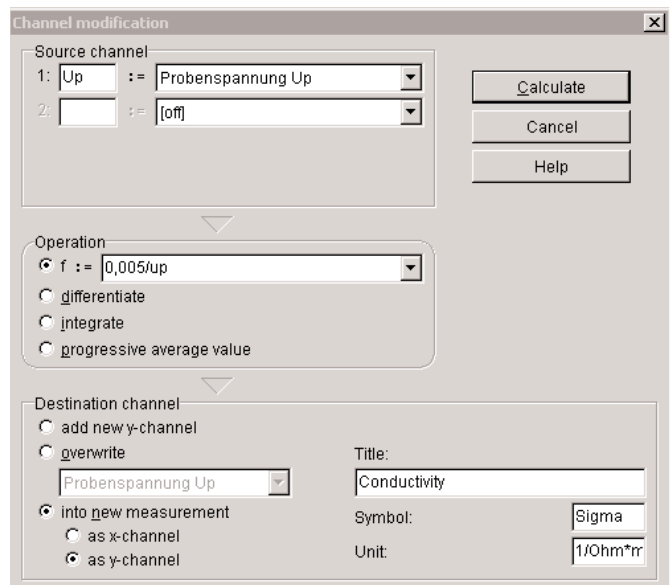 Channel modification
Source channel
1: Up := Probenspannung Up
2: := [off]
Calculate
Cancel
Help
Operation
f := 0,005/up
differentiate
integrate
progressive average value
Destination channel
add new y-channel
overwrite
Probenspannung Up
into new measurement
as x-channel
as y-channel
Title:
Conductivity
Symbol: Sigma
Unit: 1/Ohm*m